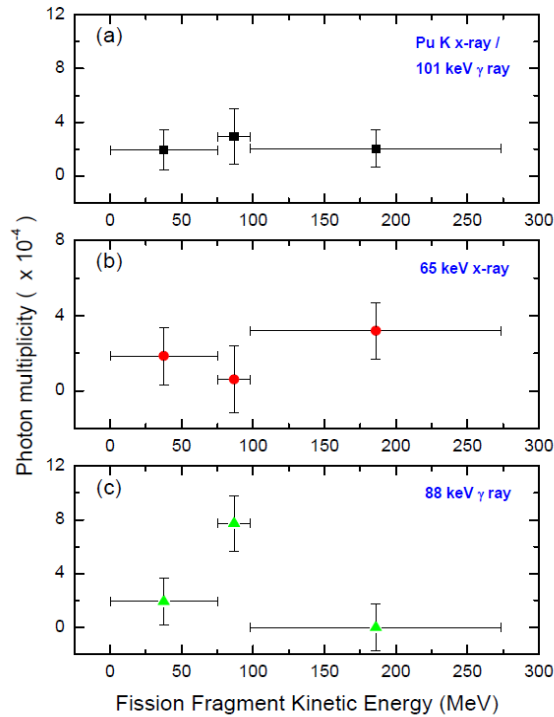 Photon multiplicity ( x 10⁻⁴)
12
(a)
Pu K x-ray /
101 keV γ ray
8
4
0
0 50 100 150 200 250 300
8
(b)
65 keV x-ray
4
0
0 50 100 150 200 250 300
12
(c)
88 keV γ ray
8
4
0
0 50 100 150 200 250 300
Fission Fragment Kinetic Energy (MeV)